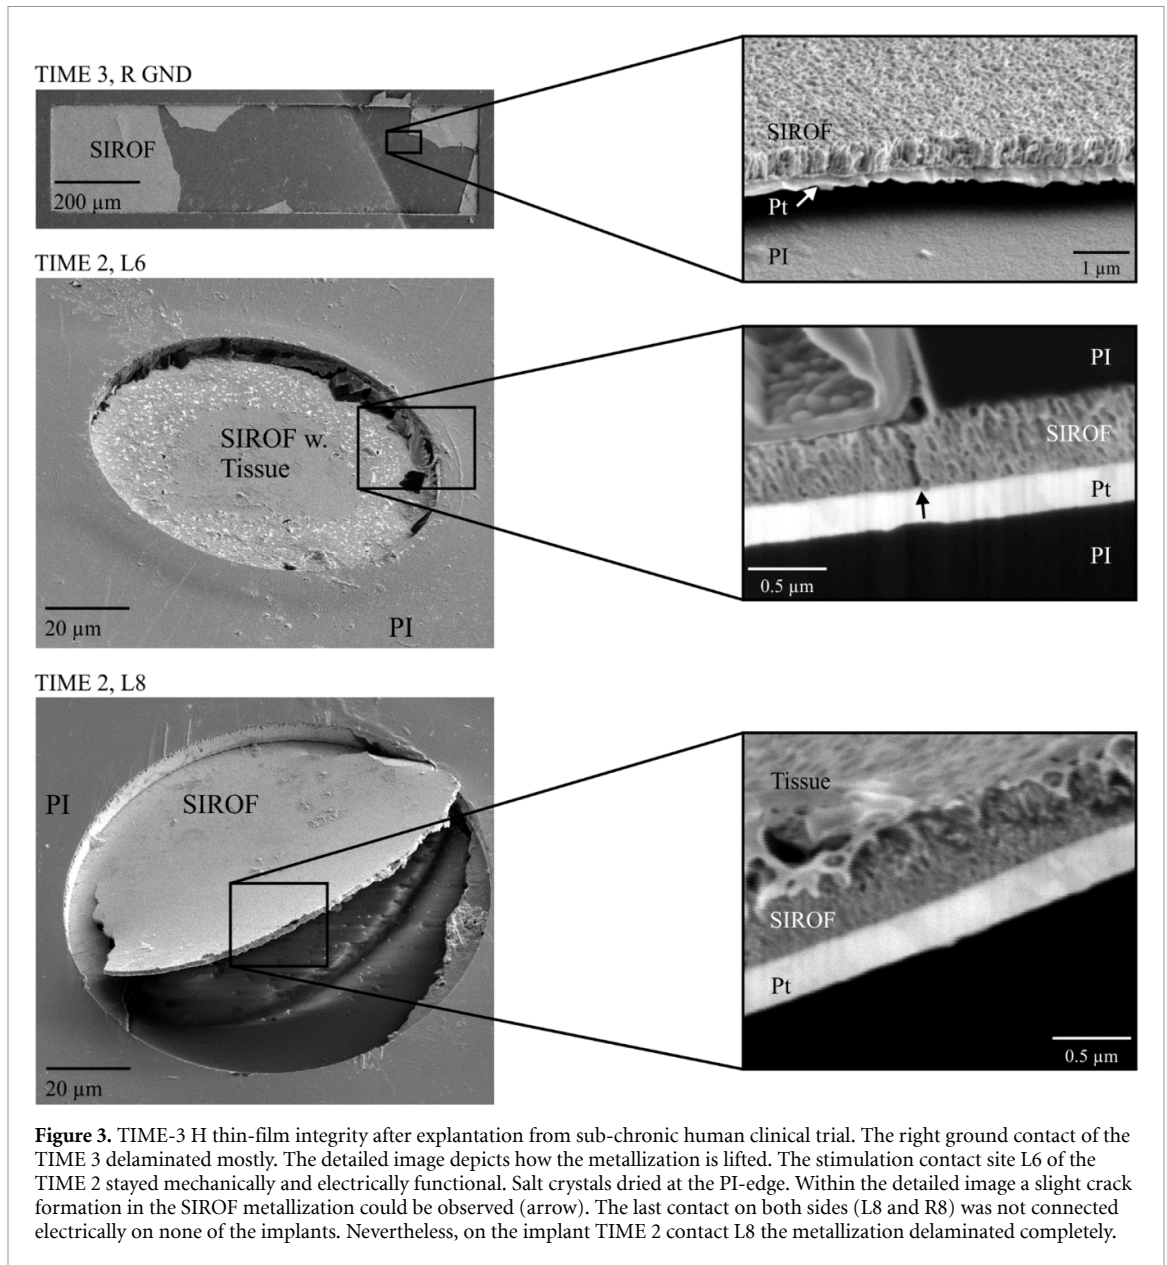 TIME 3, R GND
SIROF
200 µm
SIROF
Pt
PI
1 µm
TIME 2, L6
SIROF w.
Tissue
20 µm
PI
PI
SIROF
Pt
PI
0.5 µm
TIME 2, L8
PI
SIROF
20 µm
Tissue
SIROF
Pt
0.5 µm
Figure 3. TIME-3 H thin-film integrity after explantation from sub-chronic human clinical trial. The right ground contact of the
TIME 3 delaminated mostly. The detailed image depicts how the metallization is lifted. The stimulation contact site L6 of the
TIME 2 stayed mechanically and electrically functional. Salt crystals dried at the PI-edge. Within the detailed image a slight crack
formation in the SIROF metallization could be observed (arrow). The last contact on both sides (L8 and R8) was not connected
electrically on none of the implants. Nevertheless, on the implant TIME 2 contact L8 the metallization delaminated completely.